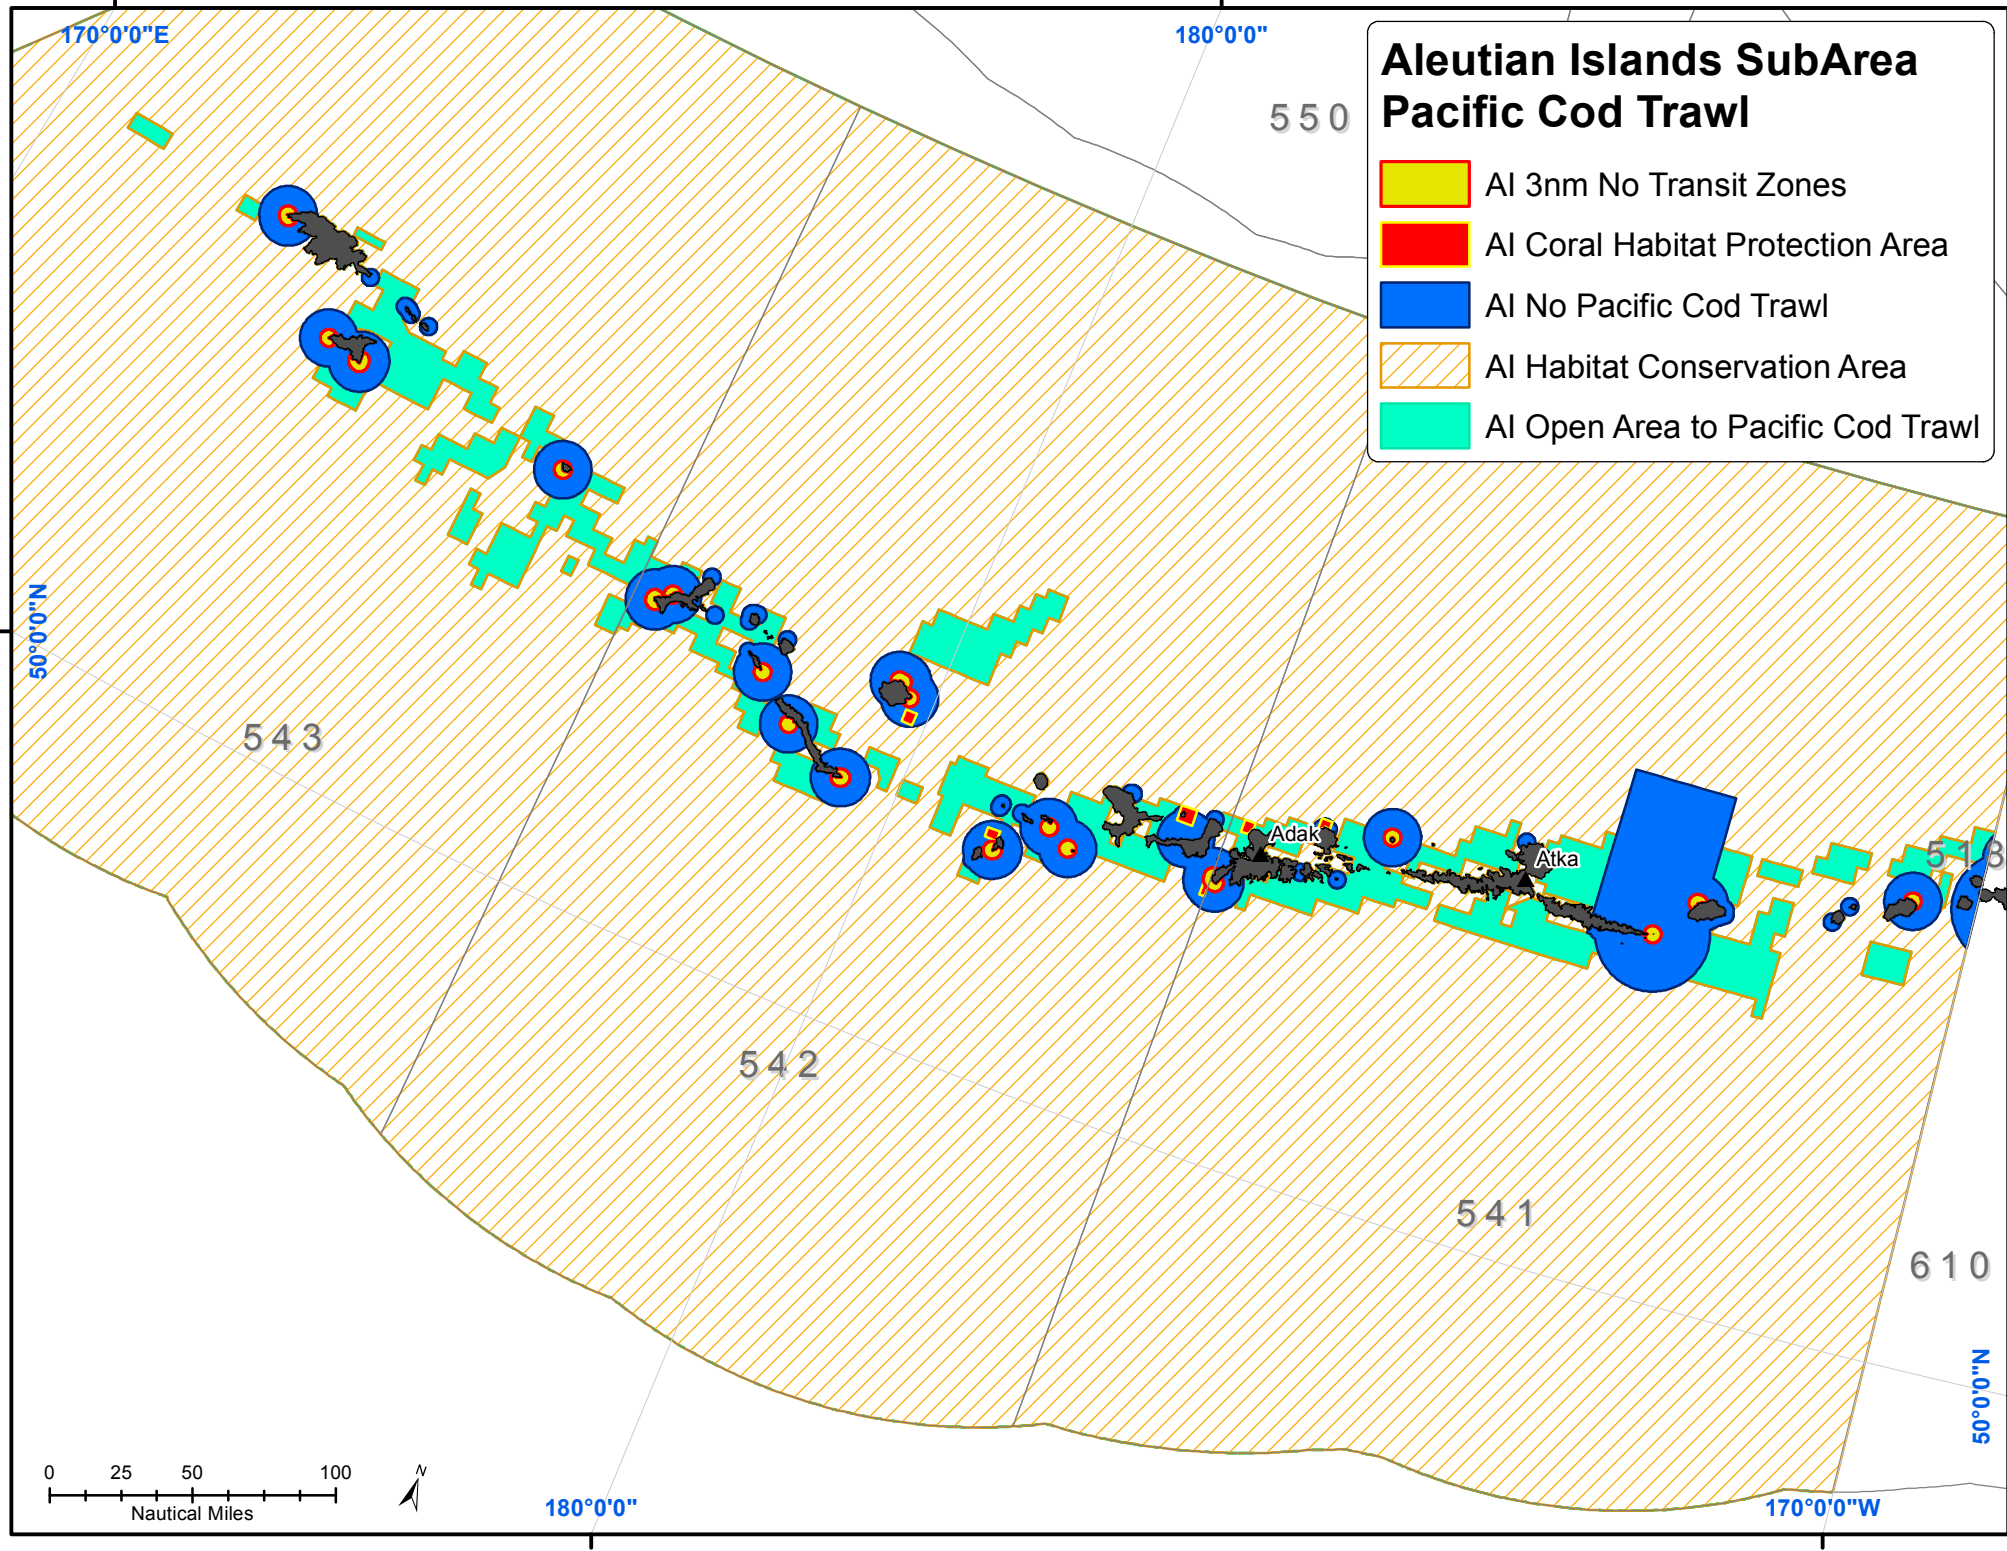 170°0'0"E
180°0'0"
550
Aleutian Islands SubArea
Pacific Cod Trawl
AI 3nm No Transit Zones
AI Coral Habitat Protection Area
AI No Pacific Cod Trawl
AI Habitat Conservation Area
AI Open Area to Pacific Cod Trawl
50°0'0"N
543
Adak
Atka
513
542
541
610
50°0'0"N
0 25 50 100
Nautical Miles
N
180°0'0"
170°0'0"W